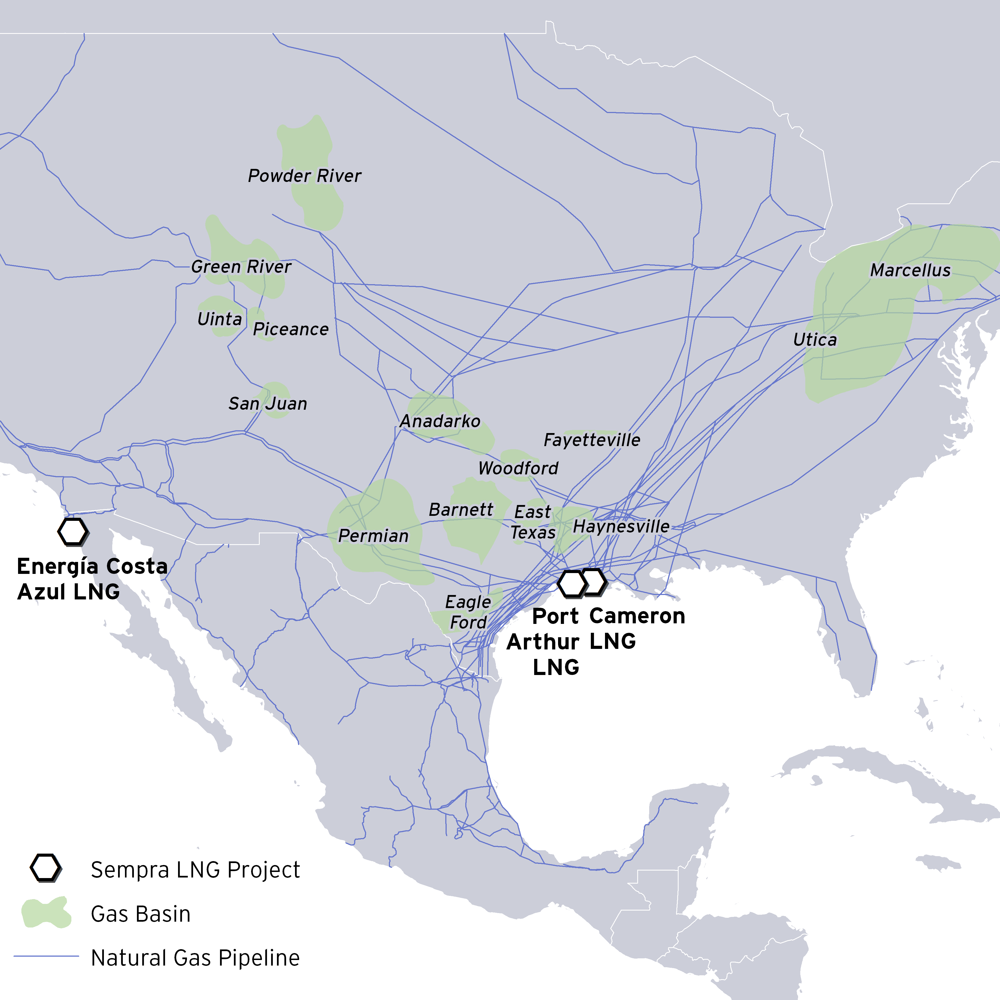 Powder River
Green River
Marcellus
Uinta
Piceance
Utica
San Juan
Anadarko
Fayetteville
Woodford
Barnett
East
Texas
Haynesville
Permian
Energía Costa
Azul LNG
Eagle
Ford
Port
Arthur
LNG
Cameron
LNG
Sempra LNG Project
Gas Basin
Natural Gas Pipeline